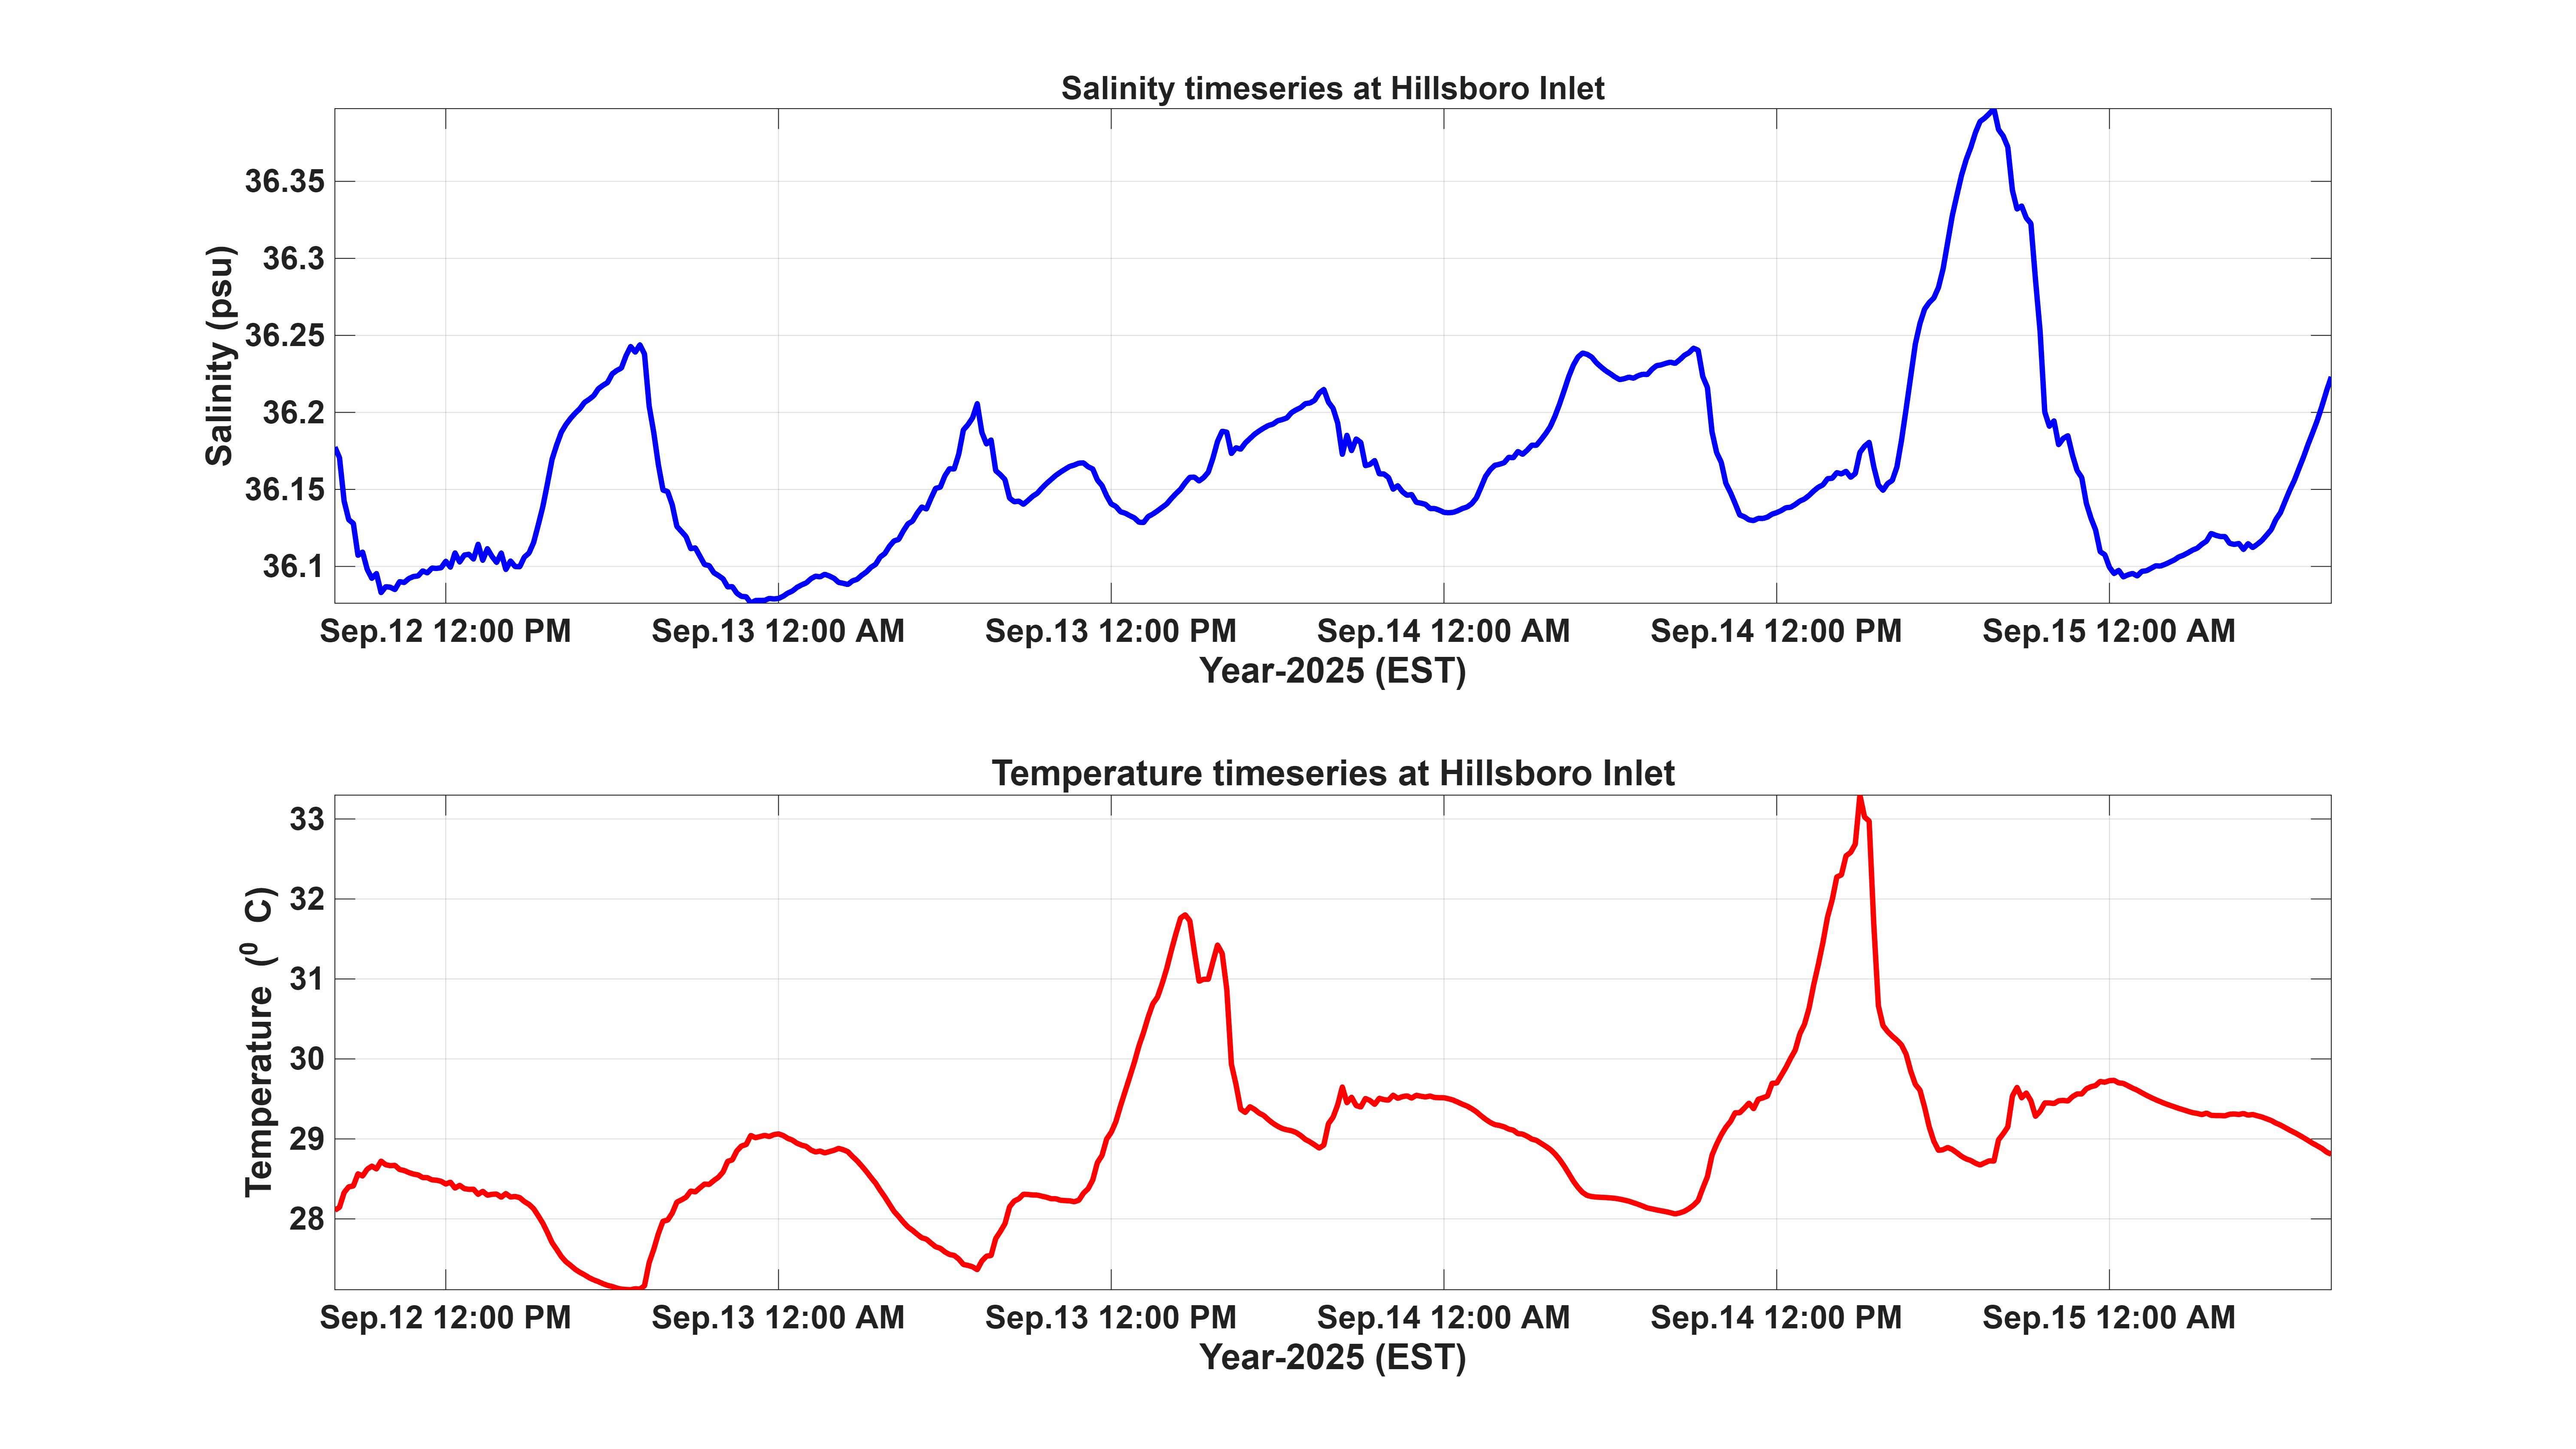 Salinity timeseries at Hillsboro Inlet
36.35
36.3
36.25
36.2
36.15
36.1
Salinity (psu)
Sep.12 12:00 PM Sep.13 12:00 AM Sep.13 12:00 PM Sep.14 12:00 AM Sep.14 12:00 PM Sep.15 12:00 AM
Year-2025 (EST)
Temperature timeseries at Hillsboro Inlet
33
32
31
30
29
28
Temperature (⁰ C)
Sep.12 12:00 PM Sep.13 12:00 AM Sep.13 12:00 PM Sep.14 12:00 AM Sep.14 12:00 PM Sep.15 12:00 AM
Year-2025 (EST)